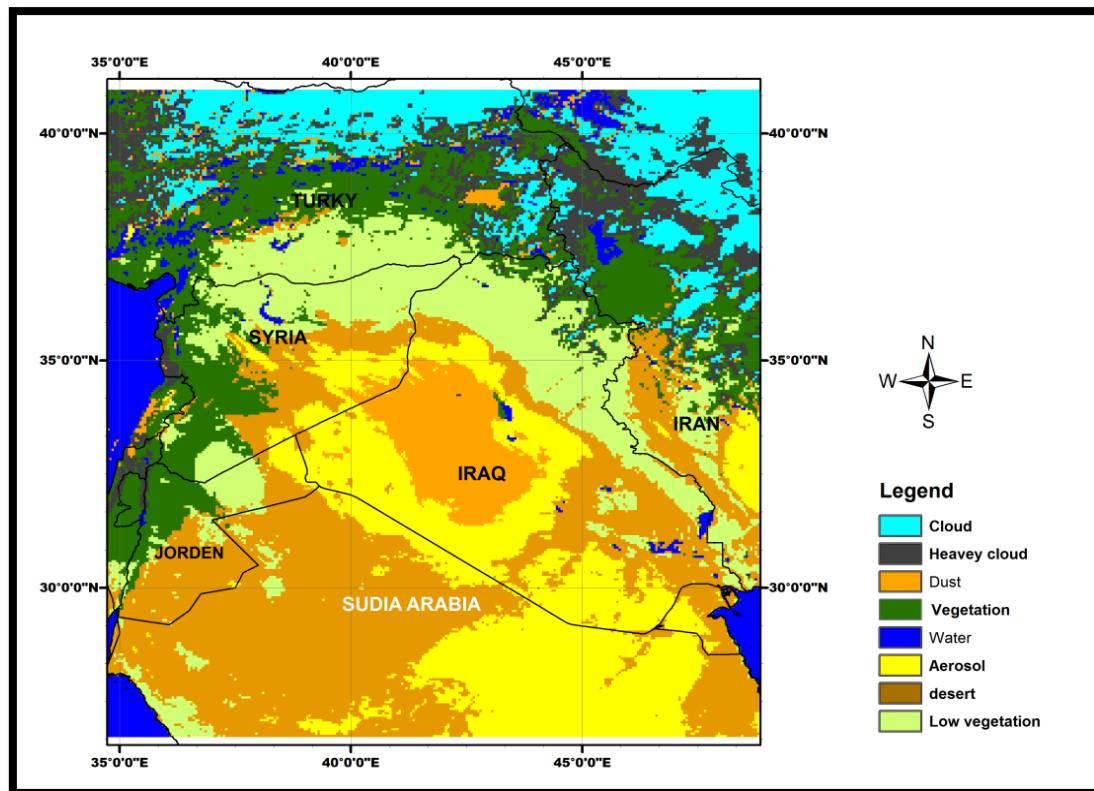 35°0'0"E 40°0'0"E 45°0'0"E
40°0'0"N 40°0'0"N
TURKY
SYRIA
35°0'0"N 35°0'0"N
IRAN
IRAQ
JORDEN
30°0'0"N 30°0'0"N
SUDIA ARABIA
35°0'0"E 40°0'0"E 45°0'0"E
N
W E
S
Legend
Cloud
Heavey cloud
Dust
Vegetation
Water
Aerosol
desert
Low vegetation